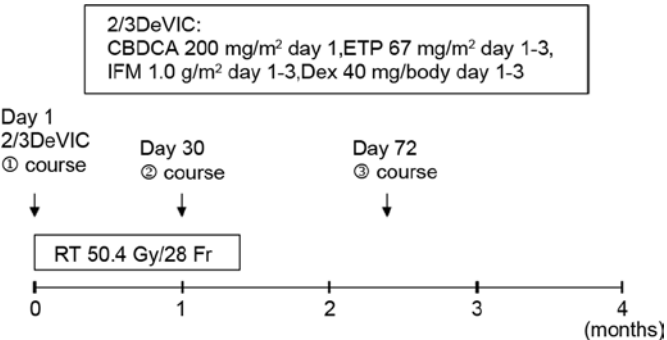 2/3DeVIC:
CBDCA 200 mg/m² day 1,ETP 67 mg/m² day 1-3,
IFM 1.0 g/m² day 1-3,Dex 40 mg/body day 1-3
Day 1
2/3DeVIC
① course
Day 30
② course
Day 72
③ course
RT 50.4 Gy/28 Fr
0 1 2 3 4
(months)